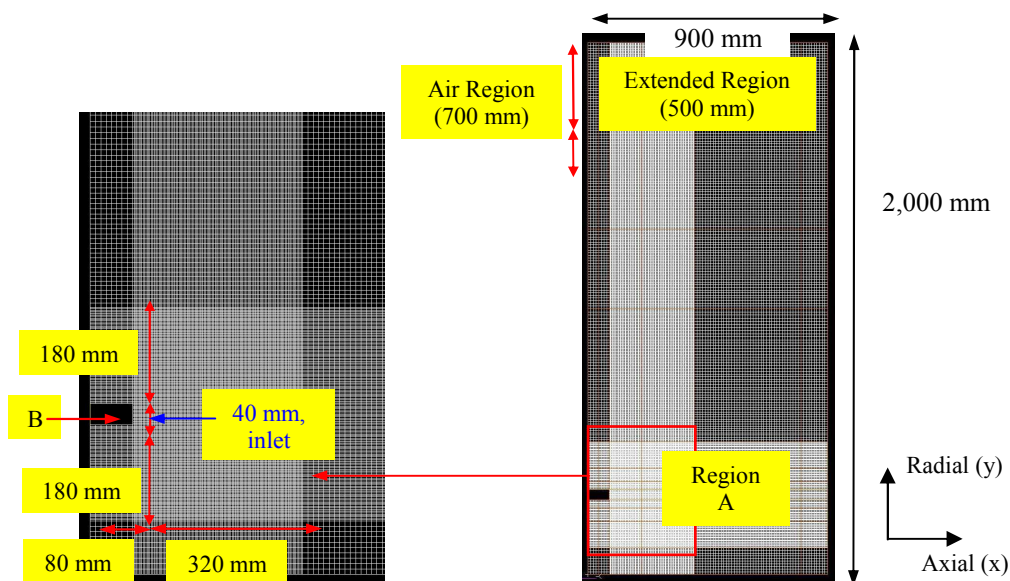 900 mm
Air Region
(700 mm)
Extended Region
(500 mm)
2,000 mm
180 mm
B
40 mm,
inlet
180 mm
Region
A
Radial (y)
80 mm
320 mm
Axial (x)